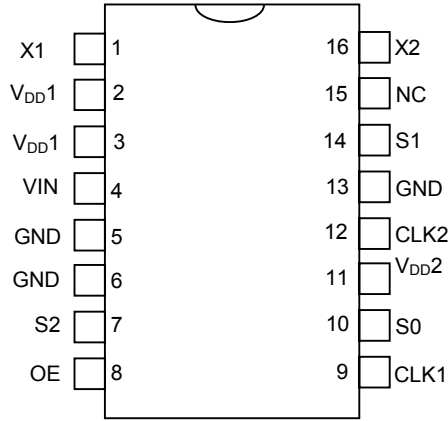 X1 1 16 X2
VDD1 2 15 NC
VDD1 3 14 S1
VIN 4 13 GND
GND 5 12 CLK2
GND 6 11 VDD2
S2 7 10 S0
OE 8 9 CLK1